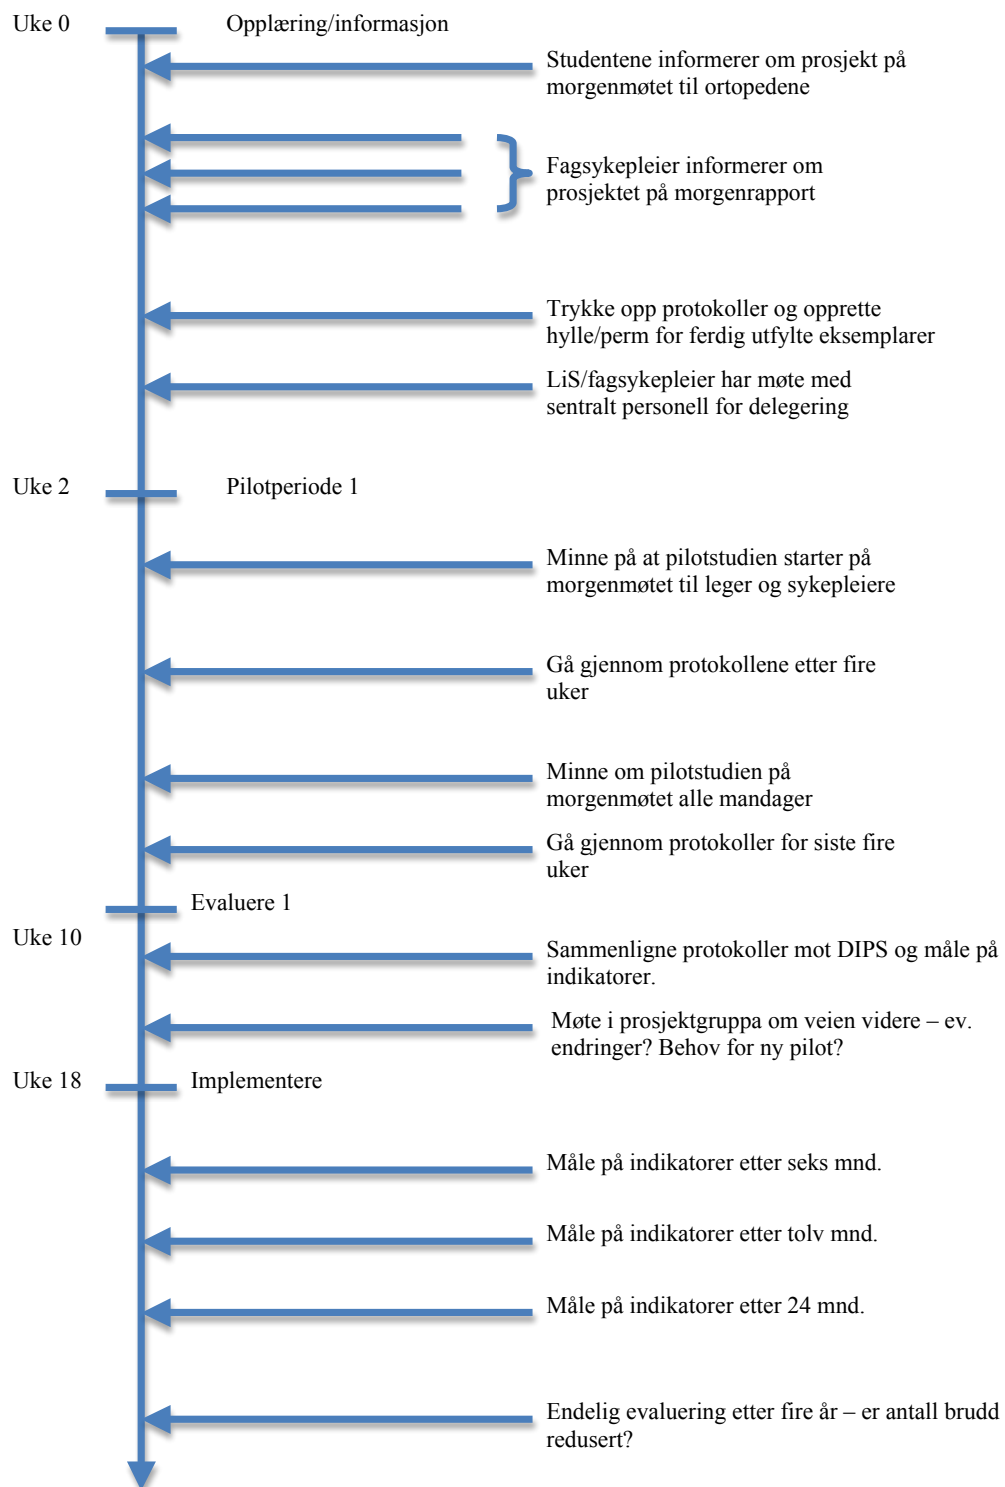 Uke 0
Opplæring/informasjon
Studentene informerer om prosjekt på
morgenmøtet til ortopedene
Fagsykepleier informerer om
prosjektet på morgenrapport
Trykke opp protokoller og opprette
hylle/perm for ferdig utfylte eksemplarer
LiS/fagsykepleier har møte med
sentralt personell for delegering
Uke 2
Pilotperiode 1
Minne på at pilotstudien starter på
morgenmøtet til leger og sykepleiere
Gå gjennom protokollene etter fire
uker
Minne om pilotstudien på
morgenmøtet alle mandager
Gå gjennom protokoller for siste fire
uker
Evaluere 1
Uke 10
Sammenligne protokoller mot DIPS og måle på
indikatorer.
Møte i prosjektgruppa om veien videre – ev.
endringer? Behov for ny pilot?
Uke 18
Implementere
Måle på indikatorer etter seks mnd.
Måle på indikatorer etter tolv mnd.
Måle på indikatorer etter 24 mnd.
Endelig evaluering etter fire år – er antall brudd
redusert?